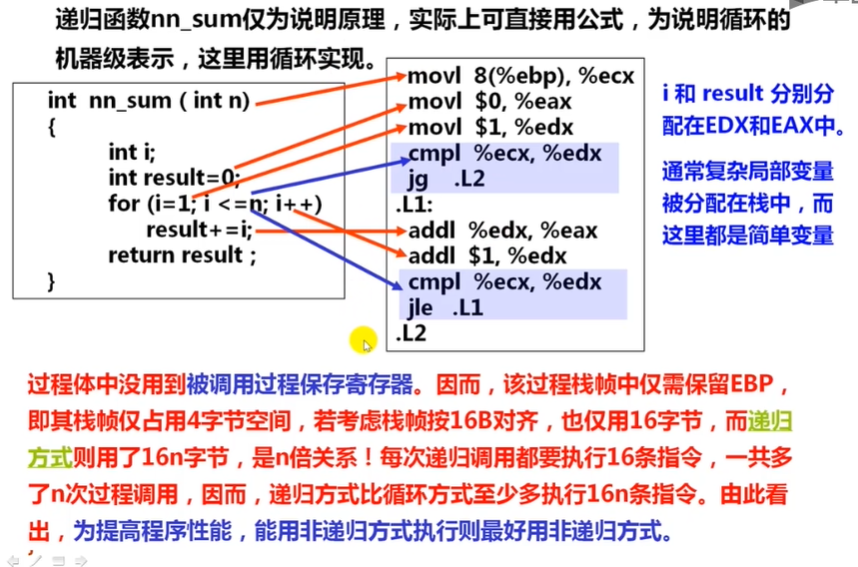 递归函数nn_sum仅为说明原理，实际上可直接用公式，为说明循环的
机器级表示，这里用循环实现。
int nn_sum ( int n)
{
int i;
int result=0;
for (i=1; i <=n; i++)
result+=i;
return result ;
}
movl 8(%ebp), %ecx
movl $0, %eax
movl $1, %edx
cmpl %ecx, %edx
jg .L2
.L1:
addl %edx, %eax
addl $1, %edx
cmpl %ecx, %edx
jle .L1
.L2
i 和 result 分别分
配在EDX和EAX中。
通常复杂局部变量
被分配在栈中，而
这里都是简单变量
过程体中没用到被调用过程保存寄存器。因而，该过程栈帧中仅需保留EBP，
即其栈帧仅占用4字节空间，若考虑栈帧按16B对齐，也仅用16字节，而递归
方式则用了16n字节，是n倍关系！每次递归调用都要执行16条指令，一共多
了n次过程调用，因而，递归方式比循环方式至少多执行16n条指令。由此看
出，为提高程序性能，能用非递归方式执行则最好用非递归方式。